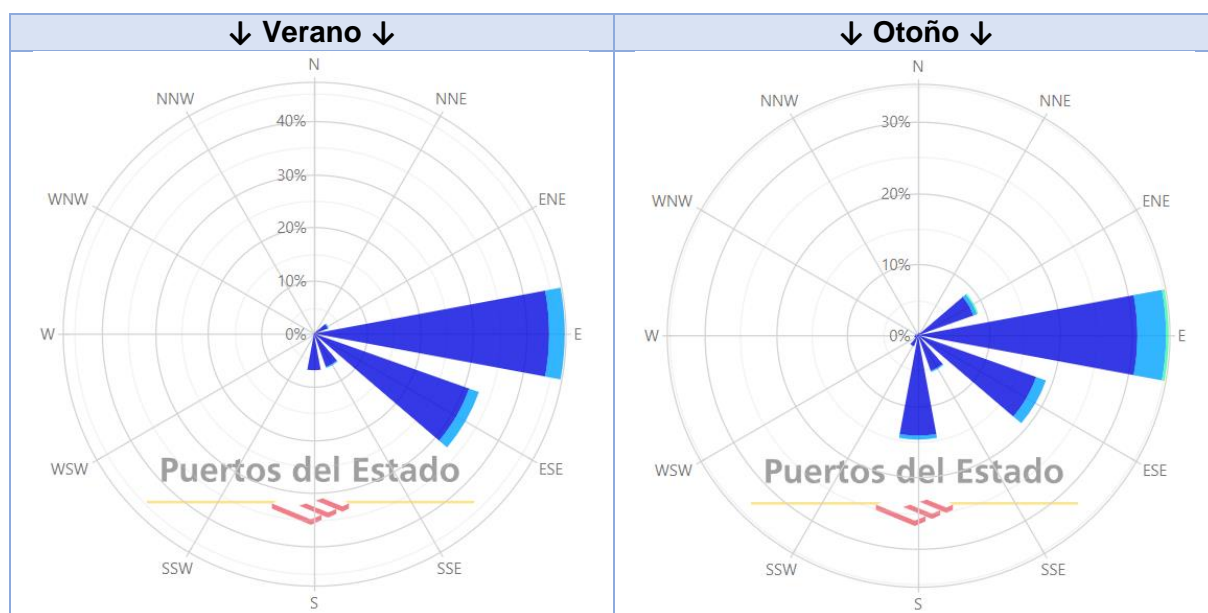 ↓ Verano ↓
↓ Otoño ↓
N
NNW
NNE
40%
30%
WNW
ENE
20%
10%
W
0%
E
WSW
ESE
Puertos del Estado
SSW
SSE
S
N
NNW
NNE
30%
WNW
ENE
20%
10%
W
0%
E
WSW
ESE
Puertos del Estado
SSW
SSE
S